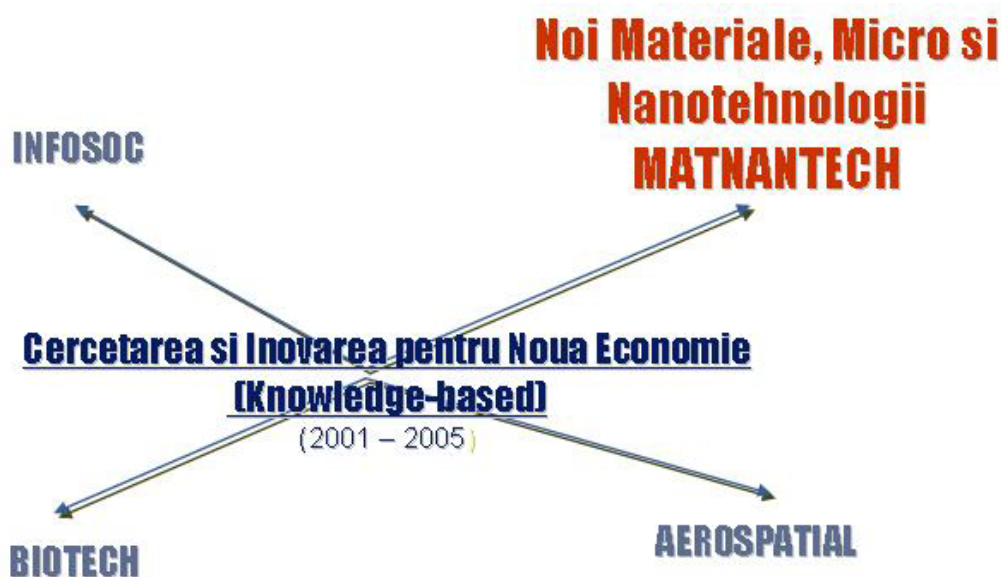 Noi Materiale, Micro si
Nanotehnologii
MATNANTECH
INFOSOC
Cercetarea si Inovarea pentru Noua Economie
(Knowledge-based)
(2001 – 2005)
BIOTECH
AEROSPATIAL